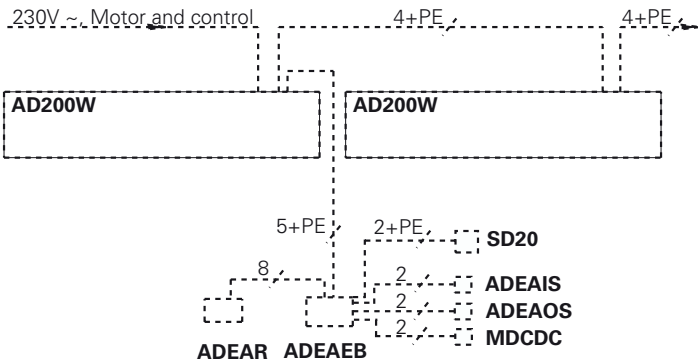 230V ~, Motor and control
4+PE
4+PE
AD200W
AD200W
5+PE
2+PE
SD20
8
2
ADEAIS
2
ADEAOS
2
MDCDC
ADEAR
ADEAEB